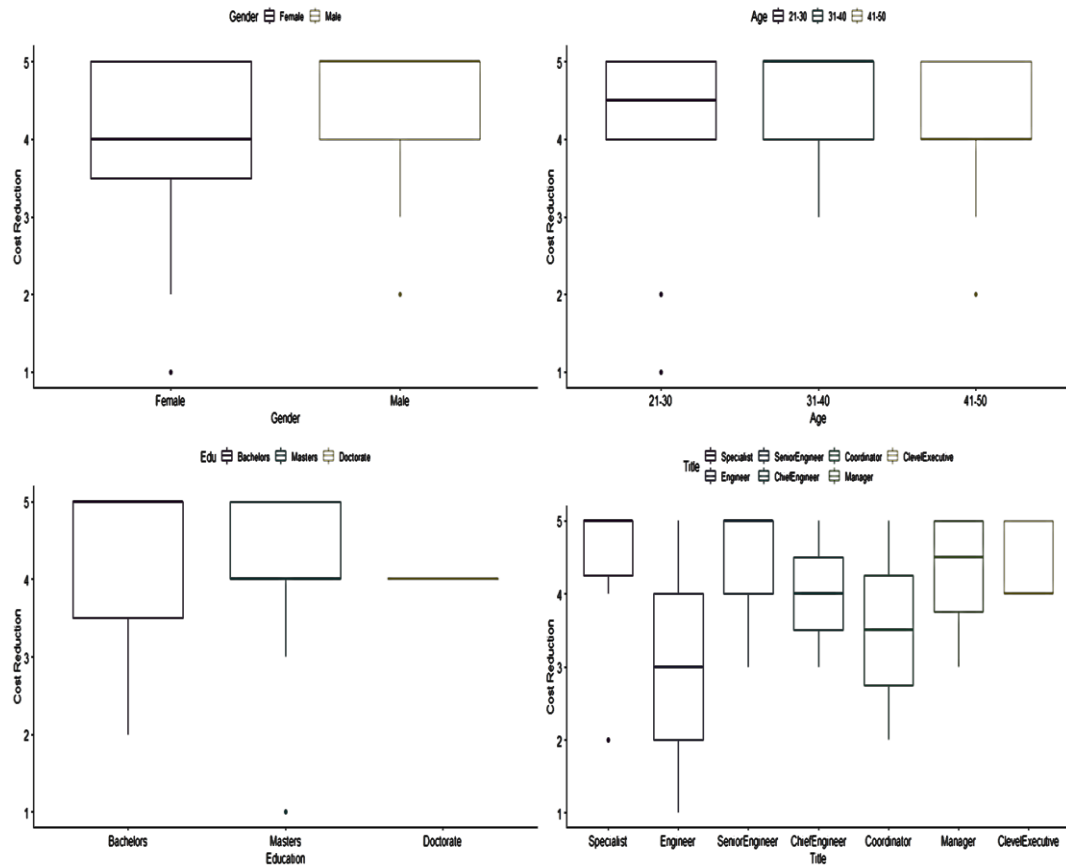 Gender Female Male
5
4
3
2
1
Cost Reduction
Female Male
Gender
Age 21-30 31-40 41-50
5
4
3
2
1
Cost Reduction
21-30 31-40 41-50
Age
Edu Bachelors Masters Doctorate
5
4
3
2
1
Cost Reduction
Bachelors Masters Doctorate
Education
Title Specialist SeniorEngineer Coordinator ClevelExecutive
Engineer ChiefEngineer Manager
5
4
3
2
1
Cost Reduction
Specialist Engineer SeniorEngineer ChiefEngineer Coordinator Manager ClevelExecutive
Title